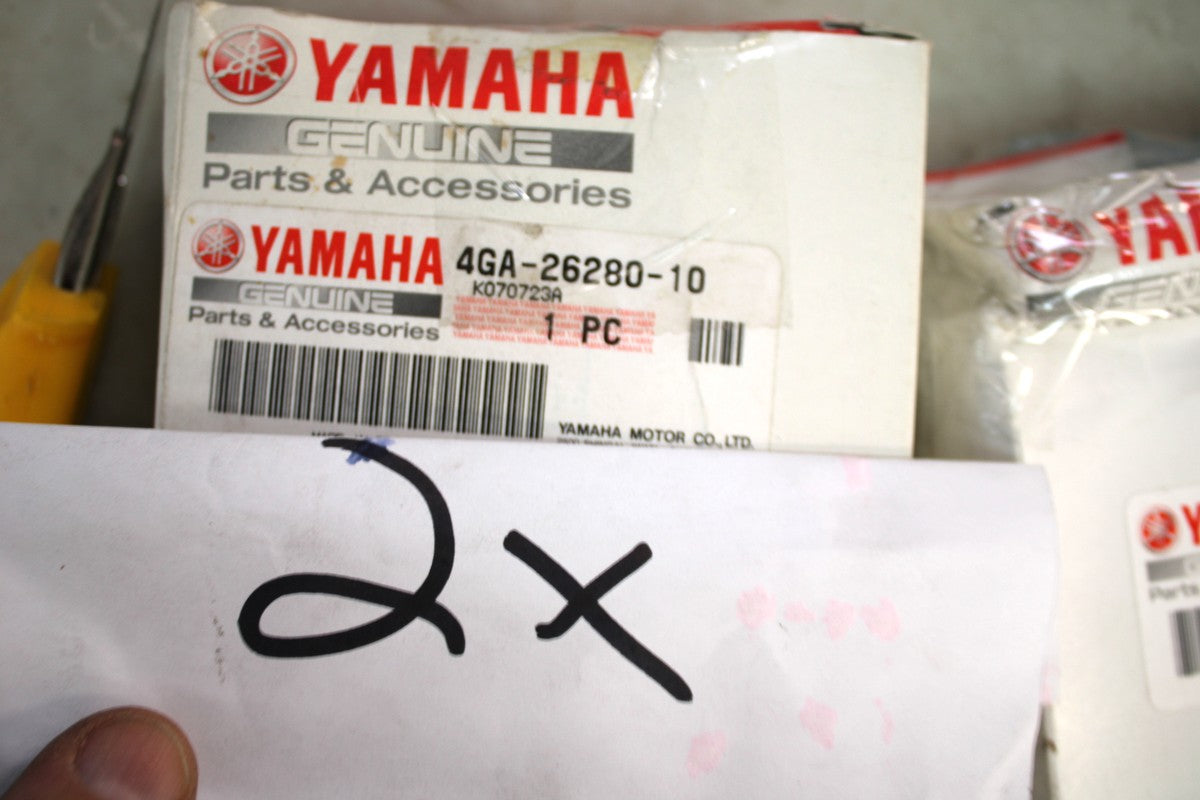 YAMAHA
GENUINE
Parts & Accessories
YAMAHA
GENUINE
Parts & Accessories
4GA-26280-10
K070723A
1 PC
YAMAHA MOTOR CO., LTD.
2x